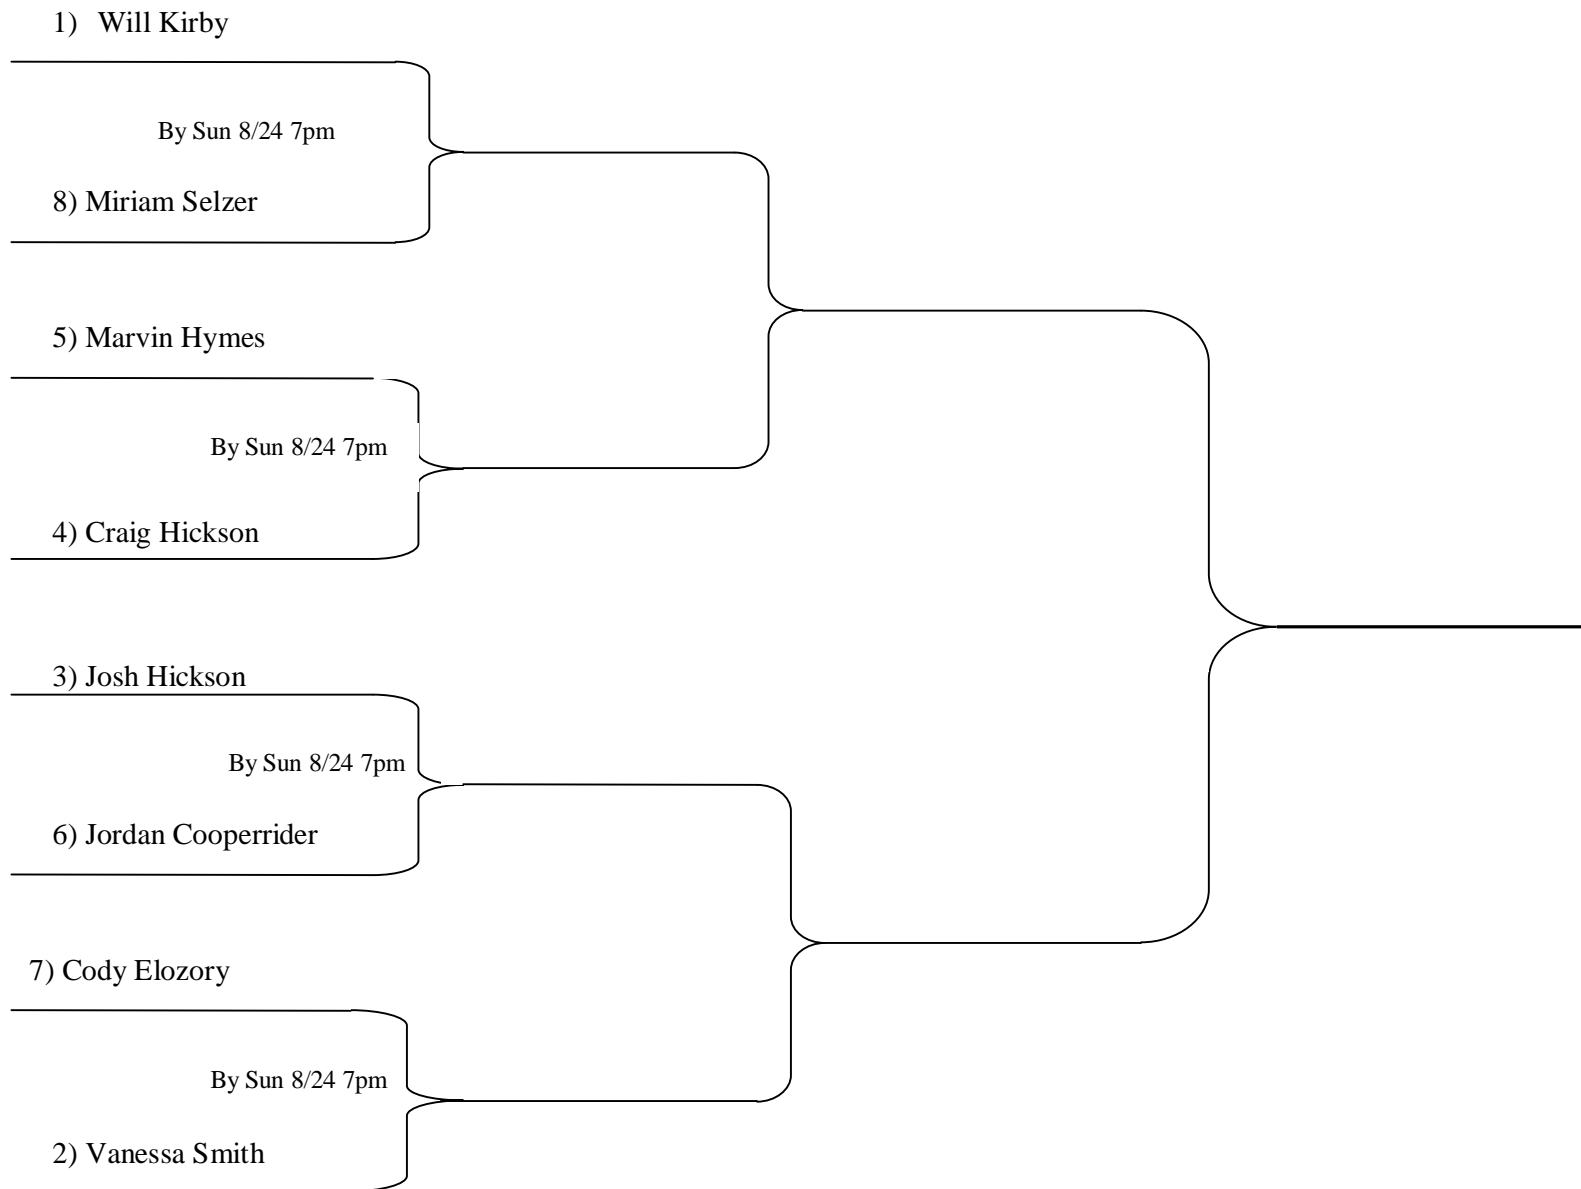 1) Will Kirby
By Sun 8/24 7pm
8) Miriam Selzer
5) Marvin Hymes
By Sun 8/24 7pm
4) Craig Hickson
3) Josh Hickson
By Sun 8/24 7pm
6) Jordan Cooperrider
7) Cody Elozory
By Sun 8/24 7pm
2) Vanessa Smith